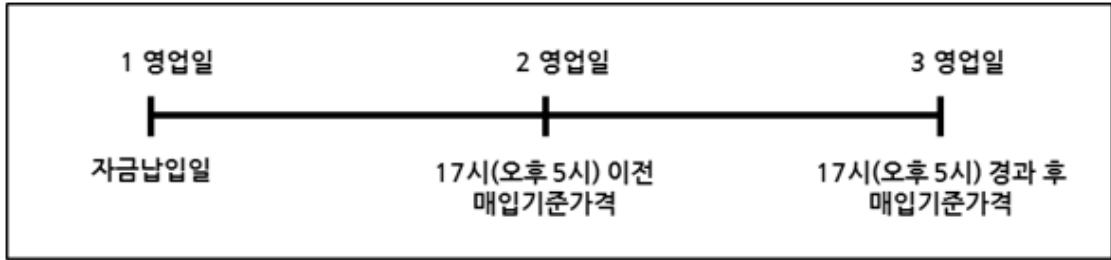 1 영업일
2 영업일
3 영업일
자금납입일
17시(오후 5시) 이전
매입기준가격
17시(오후 5시) 경과 후
매입기준가격